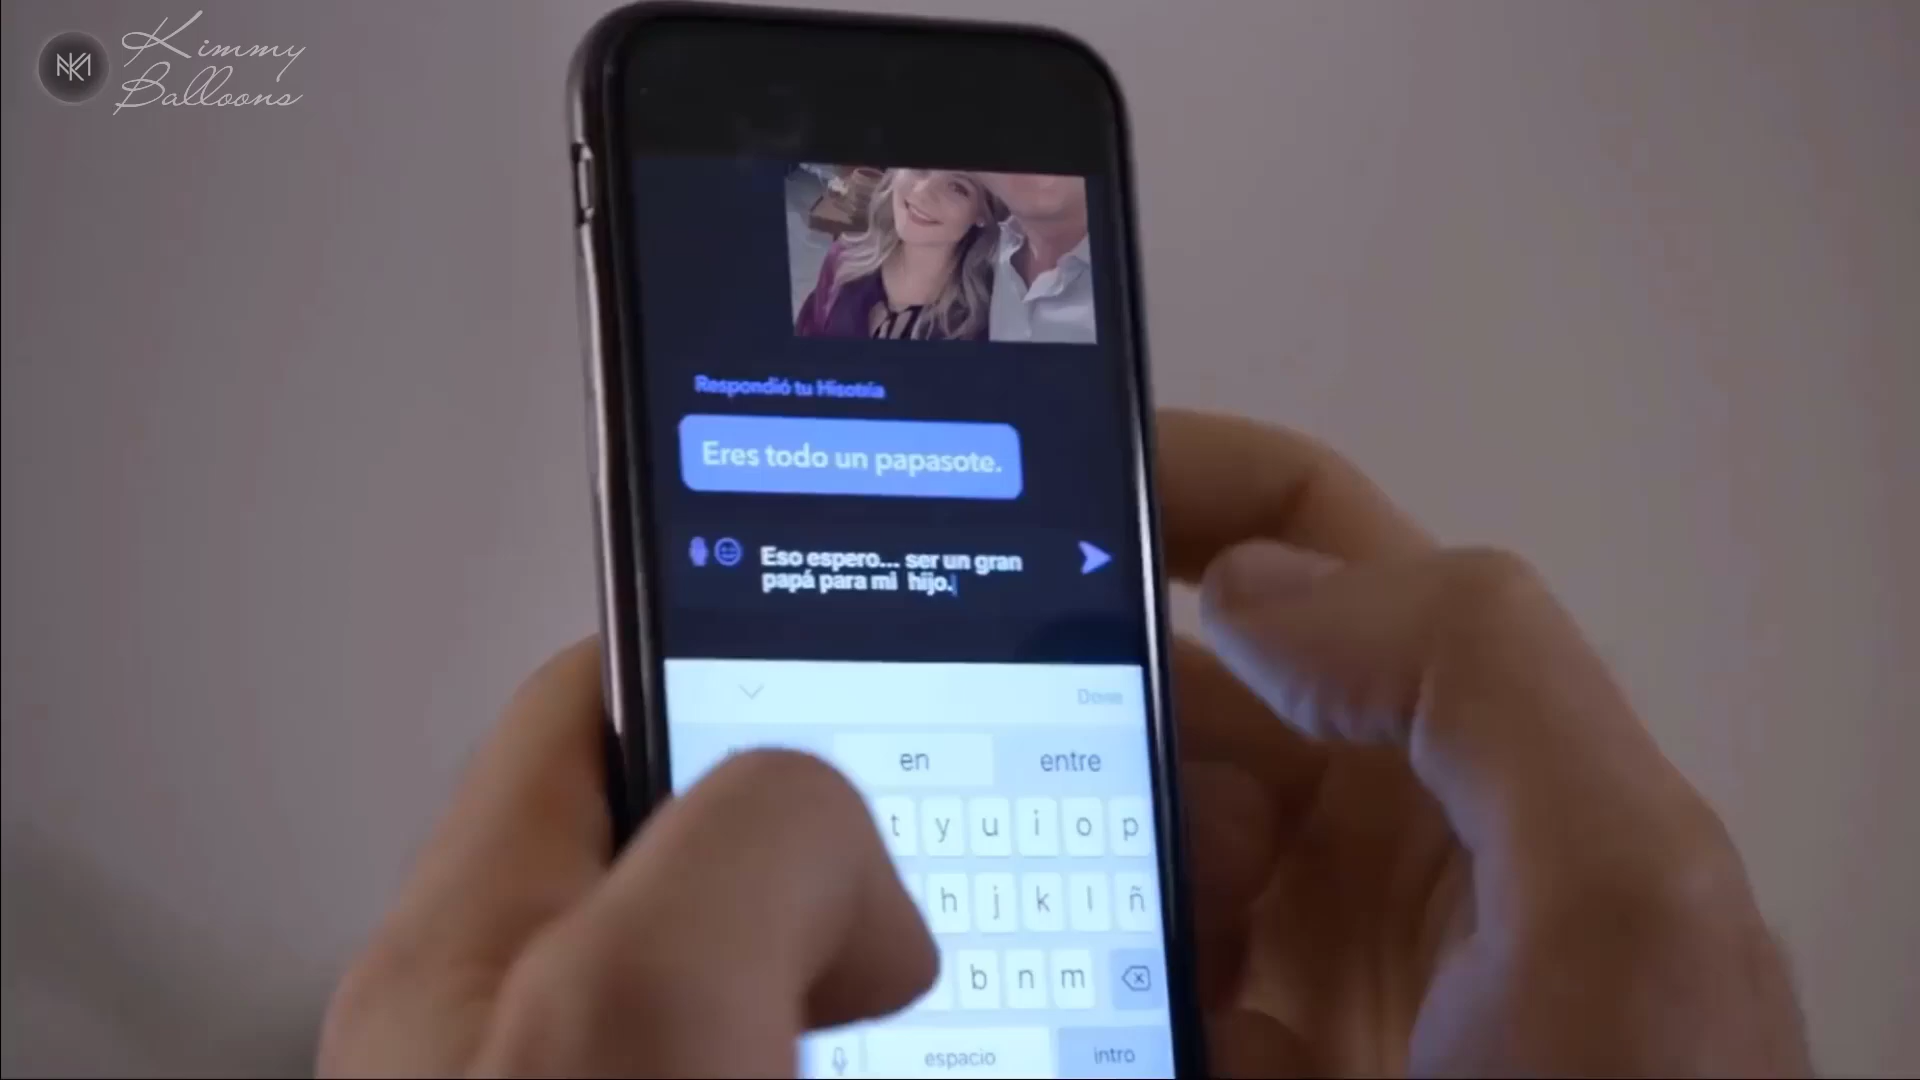 Kimmy
Balloons
Respondió tu Hisotria
Eres todo un papasote.
Eso espero... ser un gran
papá para mi hijo.
Done
en entre
t y u i o p
h j k l ñ
b n m
espacio intro